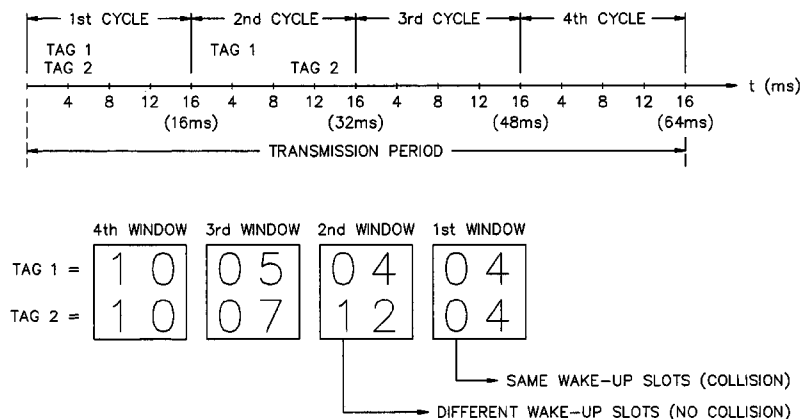 1st CYCLE 2nd CYCLE 3rd CYCLE 4th CYCLE
TAG 1 TAG 1
TAG 2 TAG 2
t (ms)
4 8 12 16 4 8 12 16 4 8 12 16 4 8 12 16
(16ms) (32ms) (48ms) (64ms)
TRANSMISSION PERIOD
4th WINDOW 3rd WINDOW 2nd WINDOW 1st WINDOW
TAG 1 = 1 0 0 5 0 4 0 4
TAG 2 = 1 0 0 7 1 2 0 4
SAME WAKE-UP SLOTS (COLLISION)
DIFFERENT WAKE-UP SLOTS (NO COLLISION)